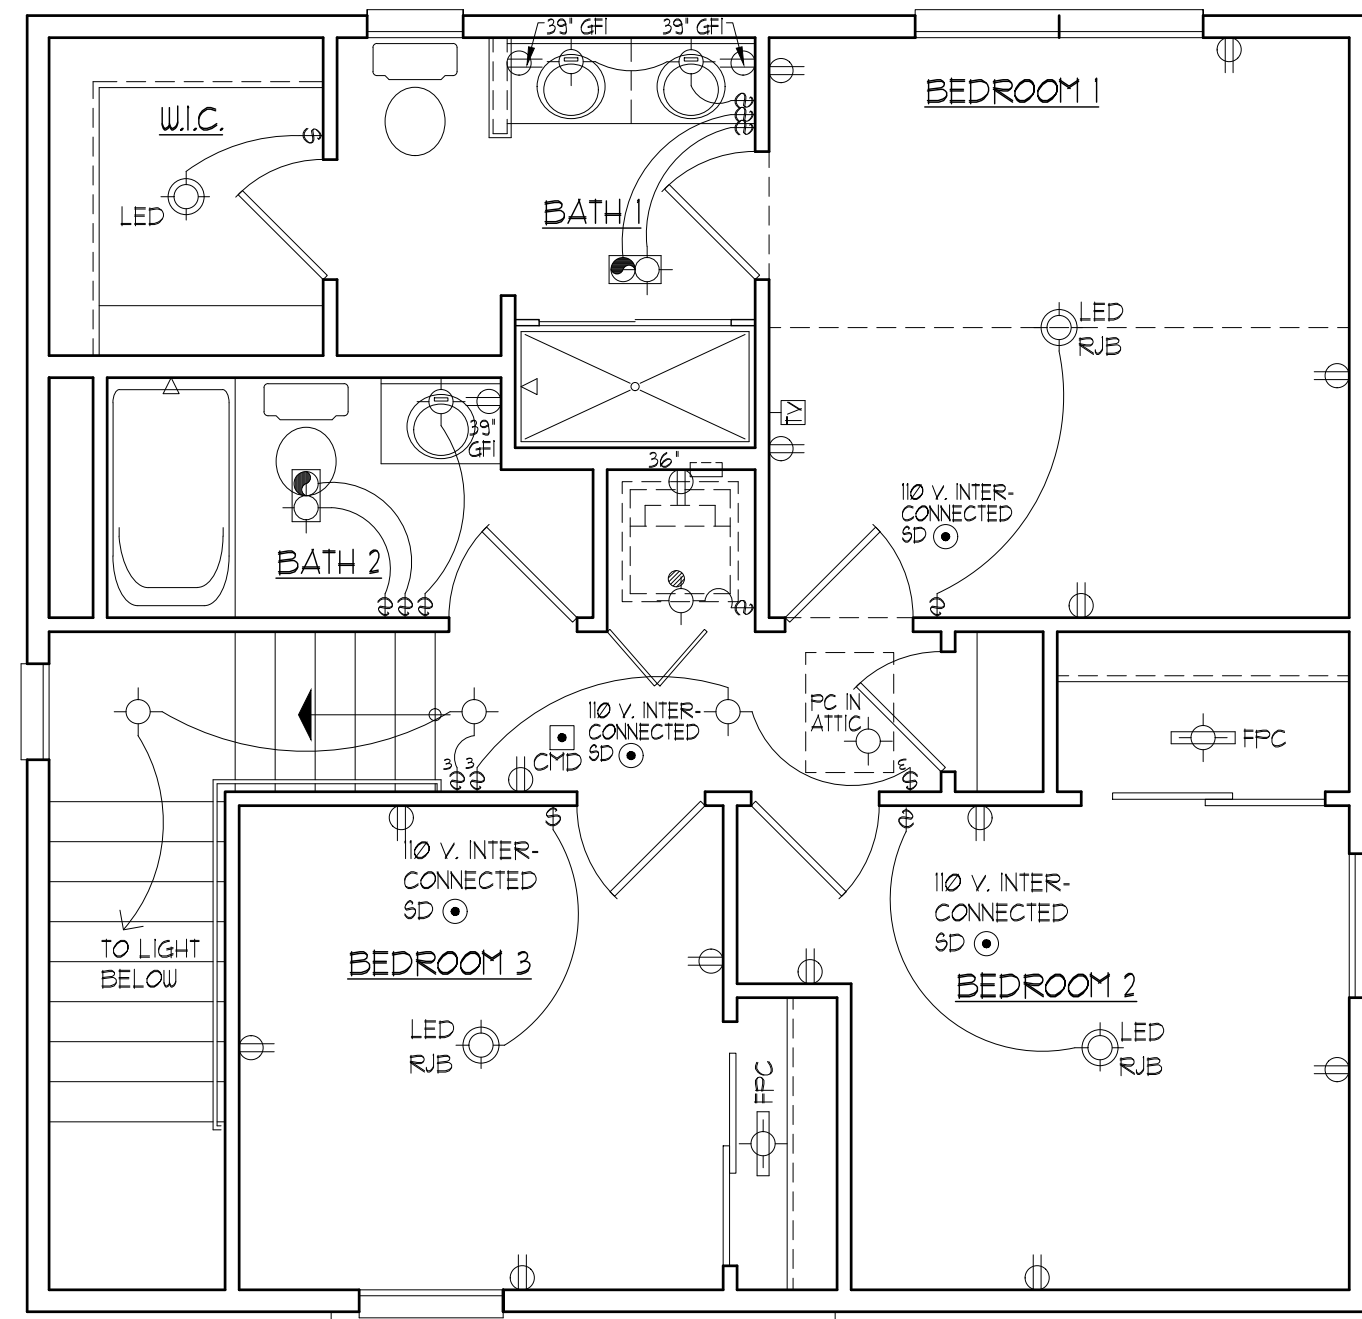 39" GFI
39" GFI
BEDROOM 1
W.I.C.
LED
BATH 1
LED
RJB
TV
39"
GFI
36"
110 V. INTER-
CONNECTED
SD
BATH 2
PC IN
ATTIC
110 V. INTER-
CONNECTED
SD
CMD
FPC
3
3
3
110 V. INTER-
CONNECTED
SD
110 V. INTER-
CONNECTED
SD
TO LIGHT
BELOW
BEDROOM 3
BEDROOM 2
LED
RJB
LED
RJB
FPC